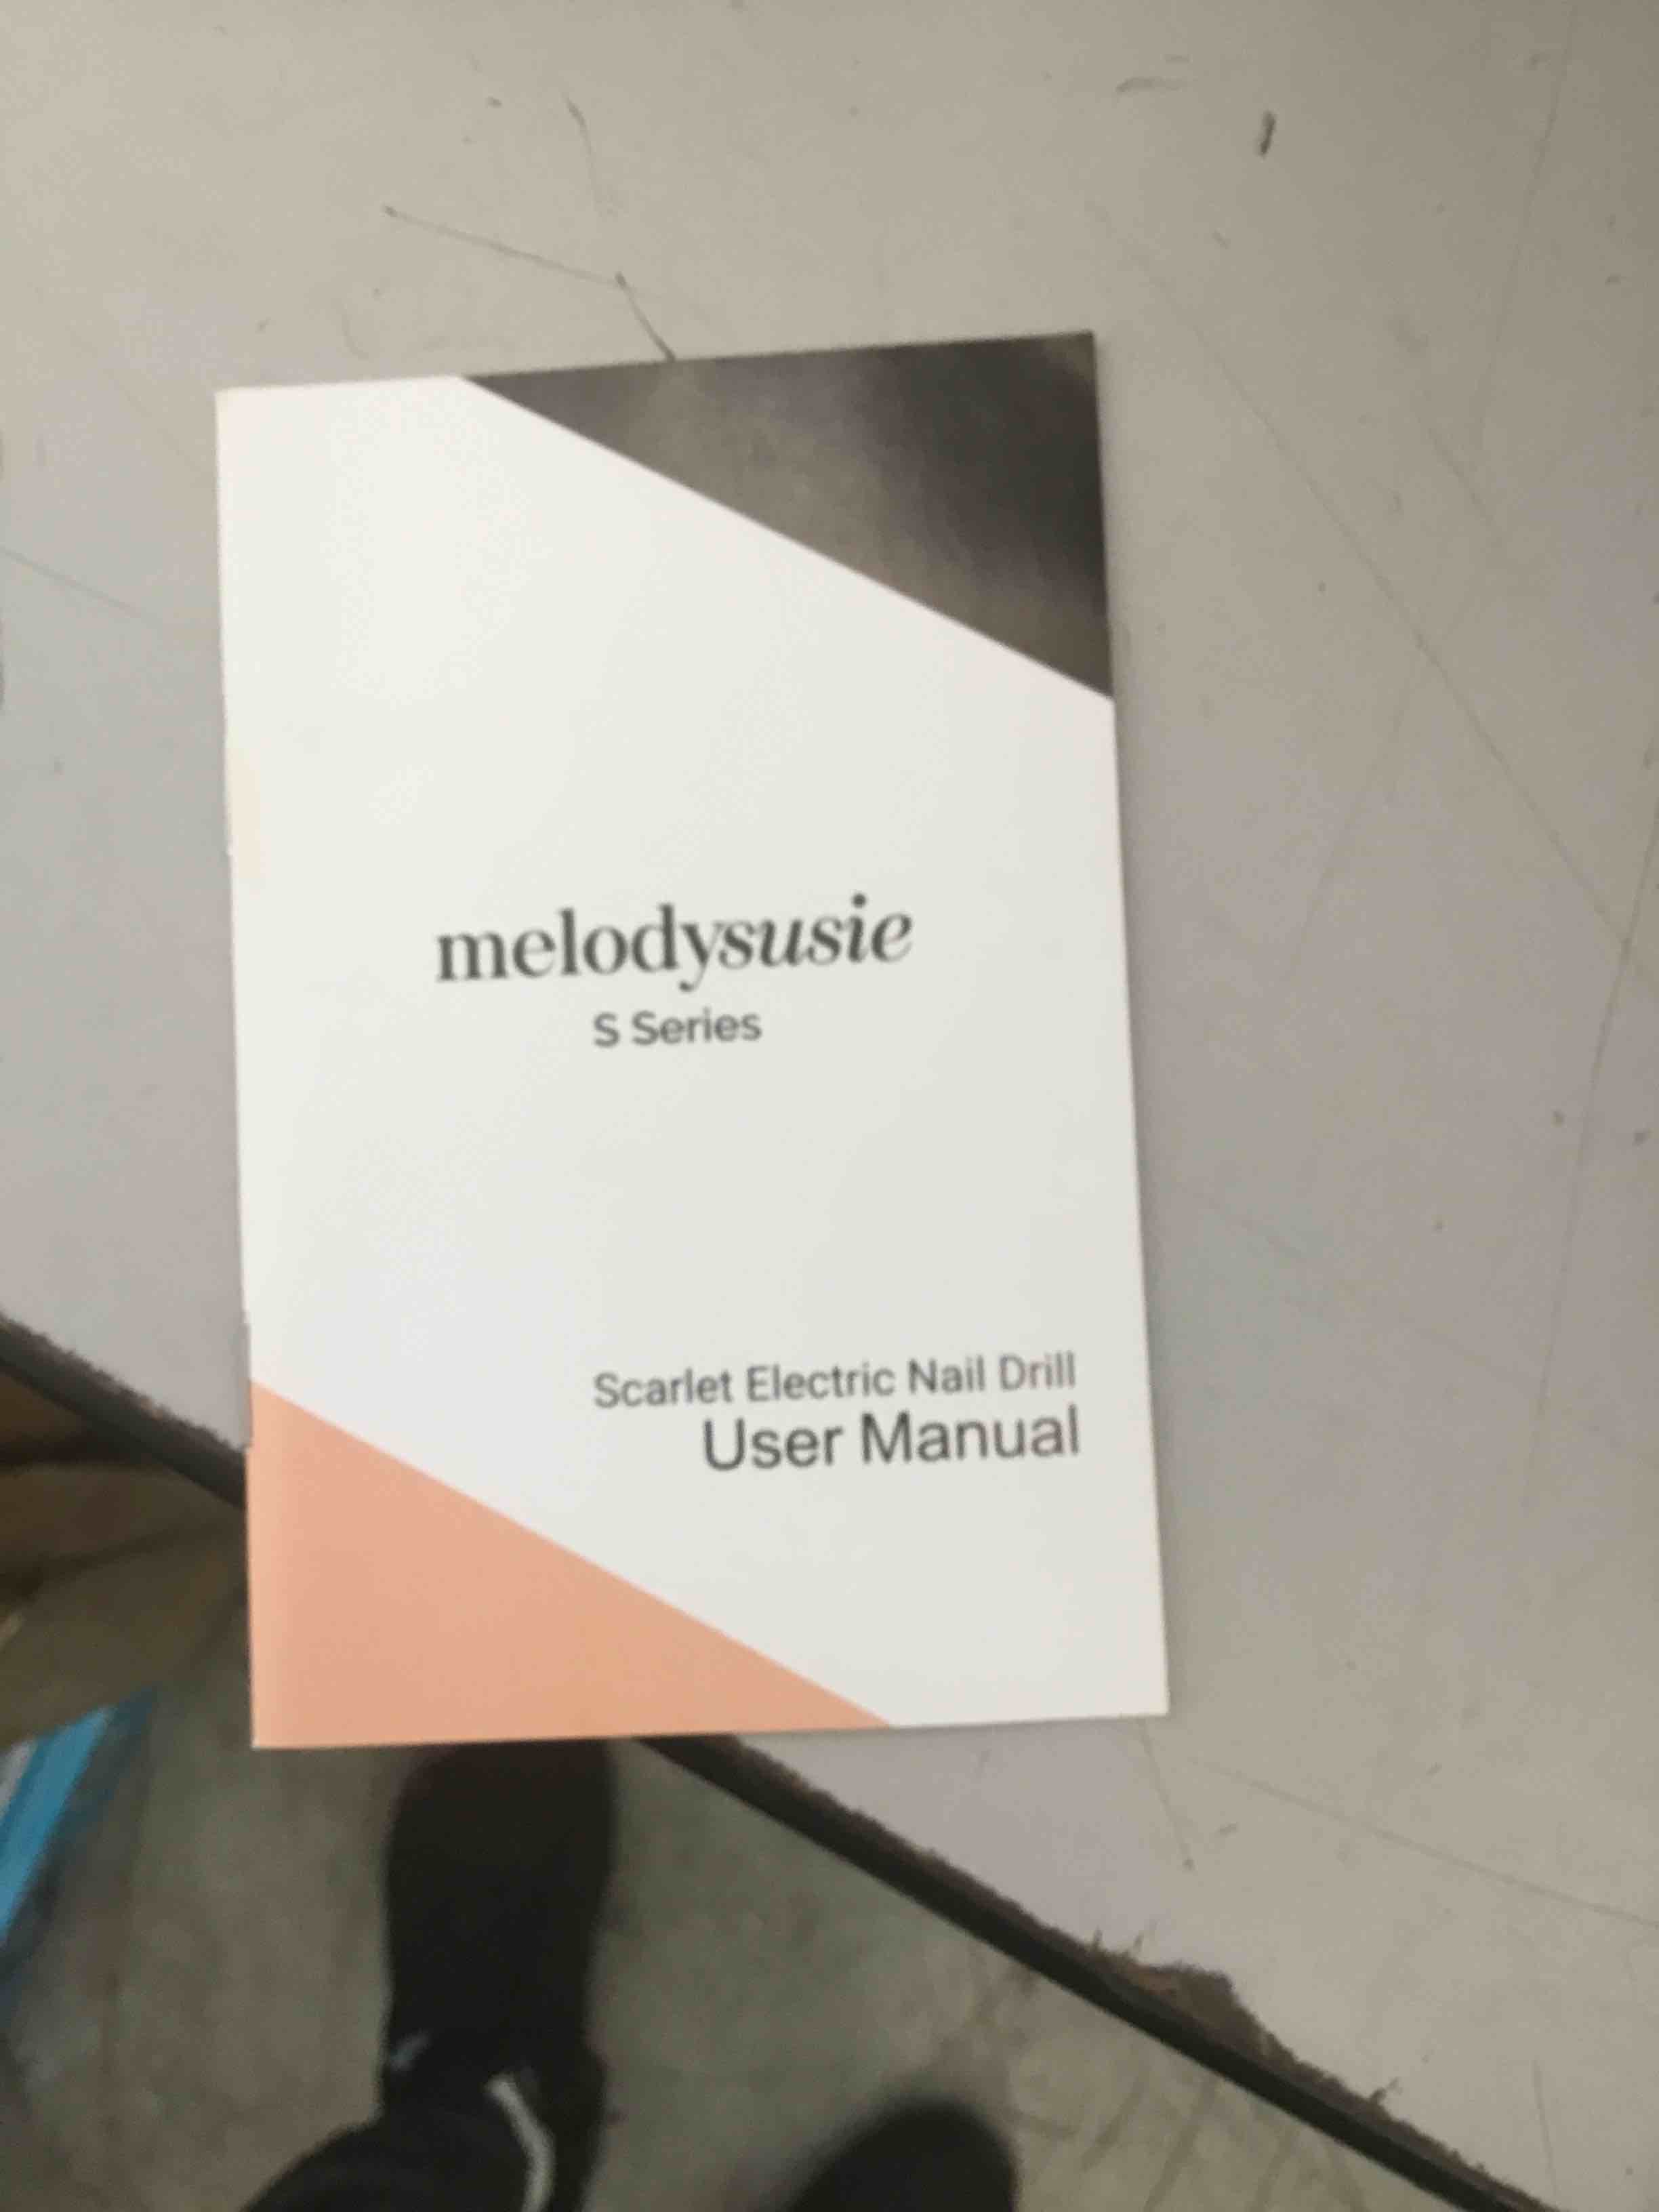 melodysusie
S Series
Scarlet Electric Nail Drill
User Manual